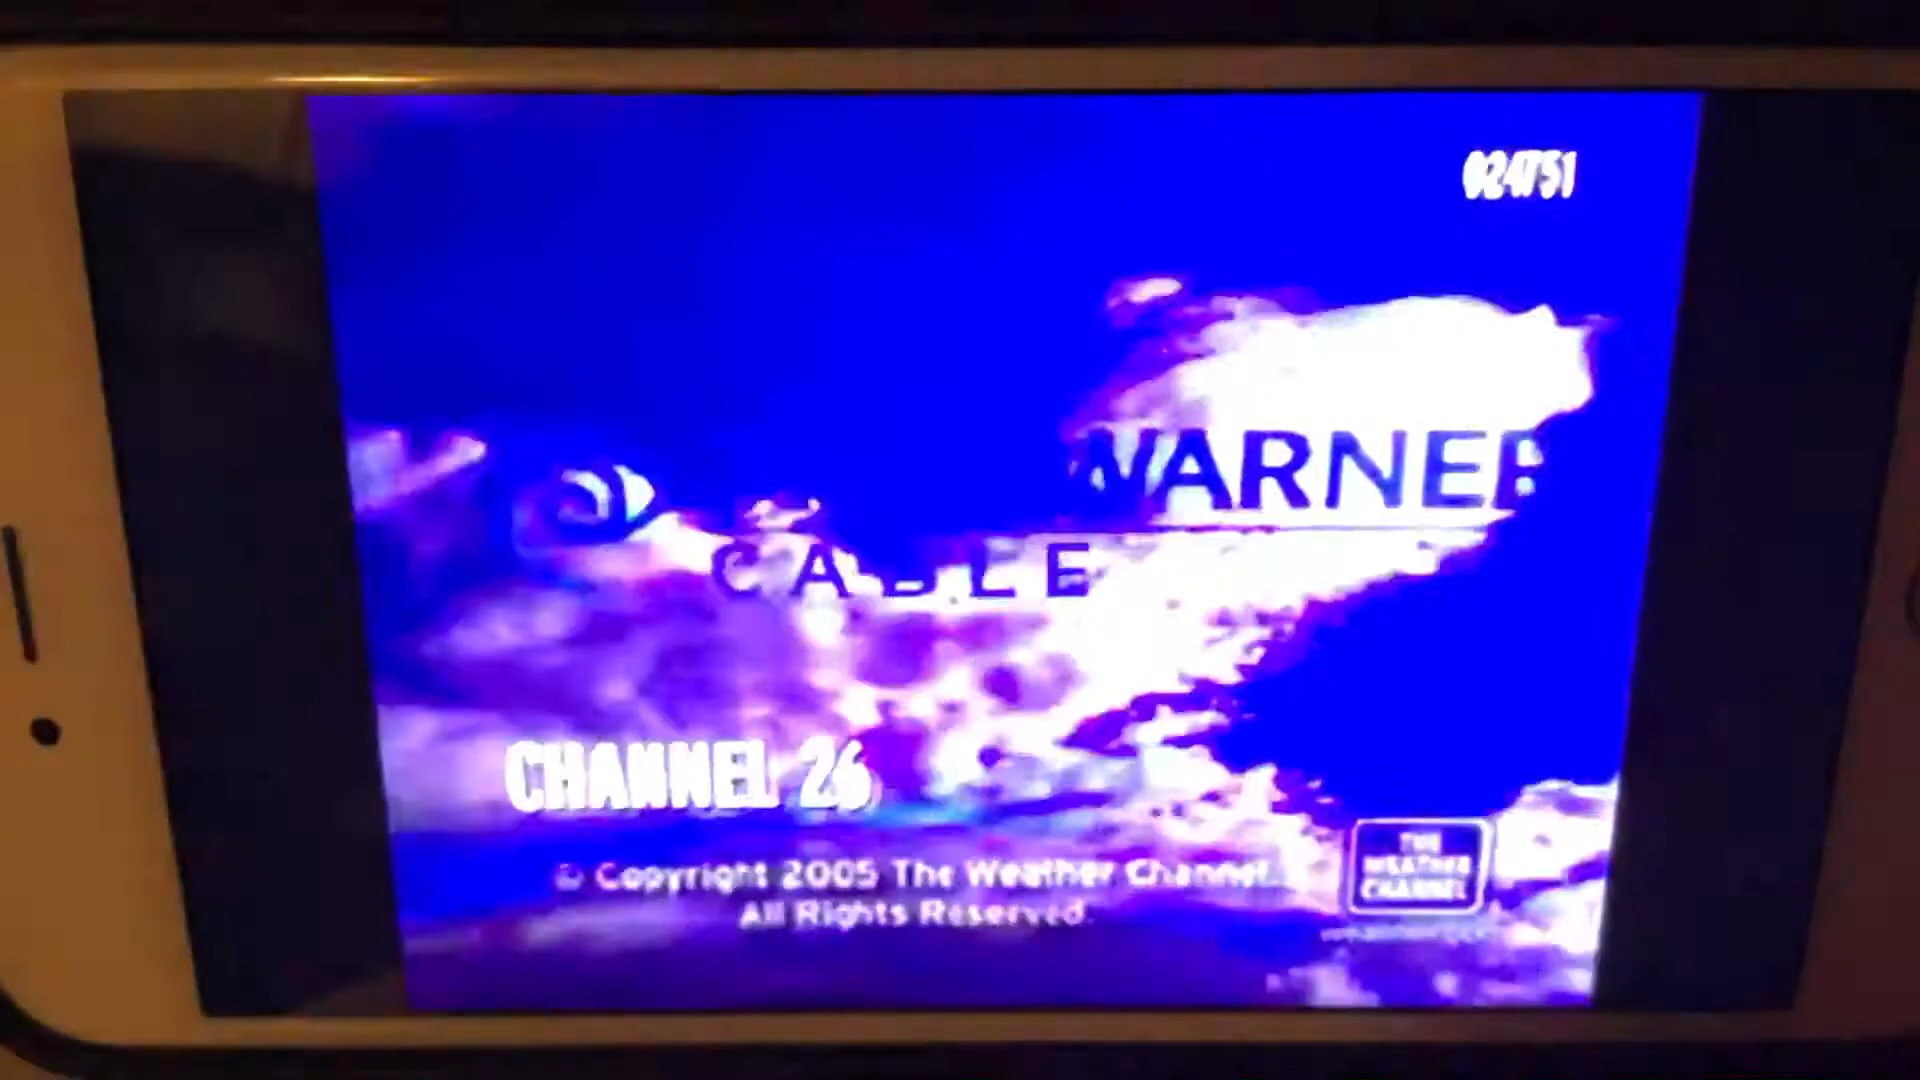 024751
WARNER
CABLE
CHANNEL 26
© Copyright 2005 The Weather Channel.
All Rights Reserved.
THE
WEATHER
CHANNEL